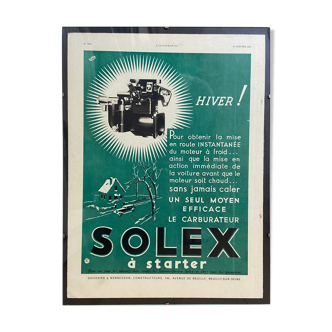 HIVER !
Pour obtenir la mise
en route INSTANTANÉE
du moteur à froid...
ainsi que la mise en
action immédiate de
la voiture avant que le
moteur soit chaud...
sans jamais caler
UN SEUL MOYEN
EFFICACE
LE CARBURATEUR
SOLEX
à starter